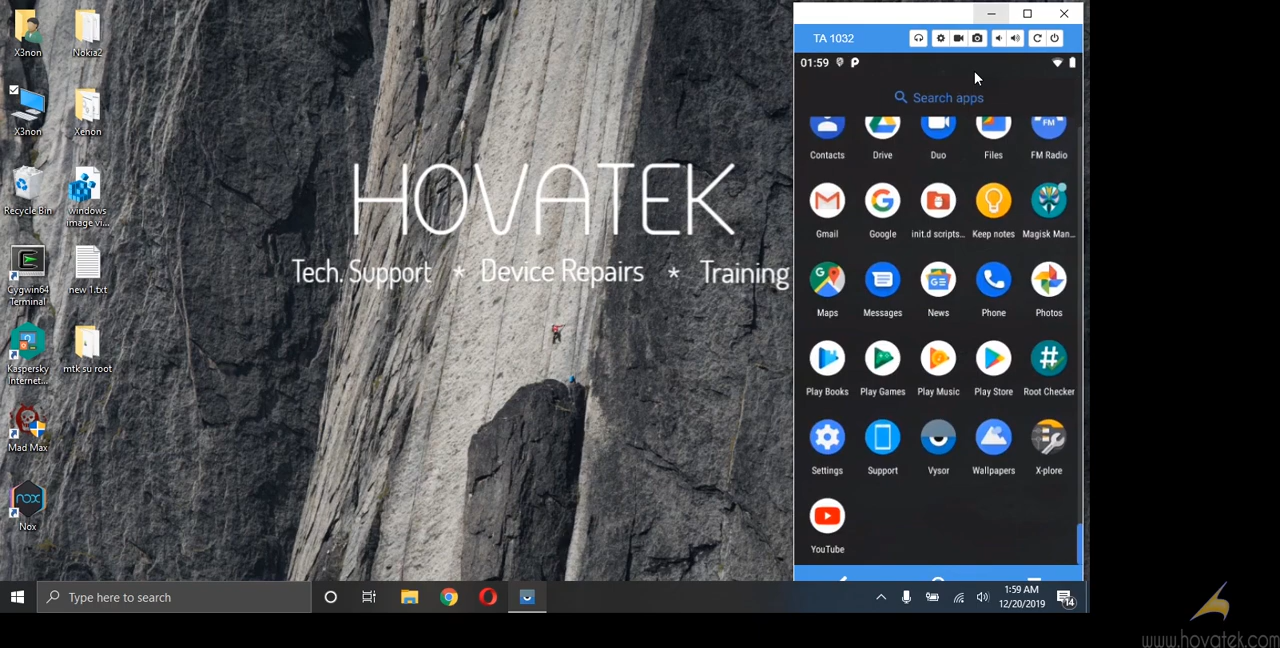 X3non
Nokia2
X3non
Xenon
Recycle Bin
windows
image vi...
Cygwin64
Terminal
new 1.txt
Kaspersky
Internet...
mtk su root
Mad Max
nox
Nox
HOVATEK
Tech. Support * Device Repairs * Training
TA 1032
01:59
Search apps
FM
Contacts Drive Duo Files FM Radio
Gmail Google init.d scripts... Keep notes Magisk Man...
Maps Messages News Phone Photos
Play Books Play Games Play Music Play Store Root Checker
Settings Support Vysor Wallpapers X-plore
YouTube
Type here to search
1:59 AM
12/20/2019
14
www.hovatek.com